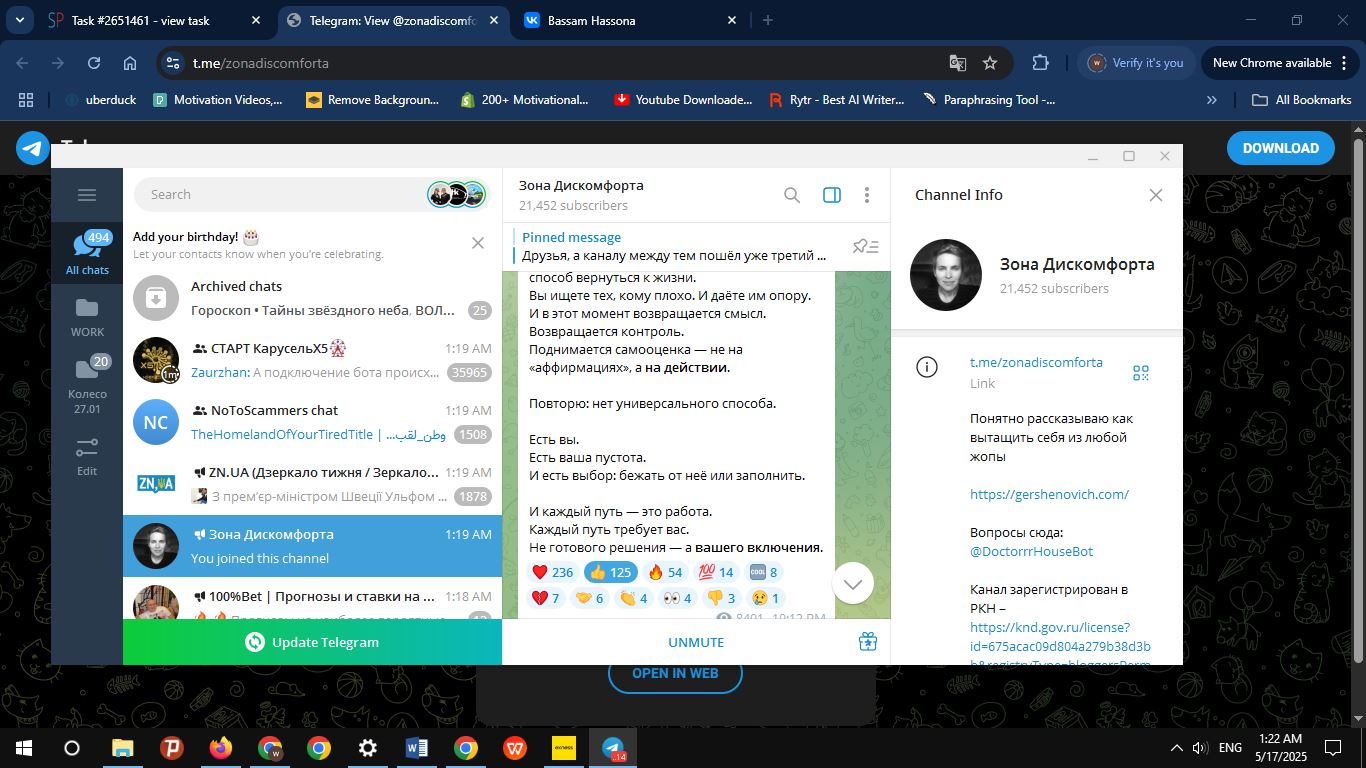 Task #2651461 - view task
Telegram: View @zonadiscomfo
Bassam Hassona
t.me/zonadiscomforta
Verify it's you
New Chrome available
uberduck
Motivation Videos,...
Remove Backgroun...
200+ Motivational...
Youtube Downloade...
Rytr - Best AI Writer...
Paraphrasing Tool -...
All Bookmarks
DOWNLOAD
Search
494
All chats
WORK
20
Колесо
27.01
Edit
Add your birthday! 🎂
Let your contacts know when you're celebrating.
Archived chats
Гороскоп • Тайны звёздного неба, ВОЛ...
25
СТАРТ КарусельX5
1:19 AM
Zaurzhan: А подключение бота происх...
35965
1m
NC
NoToScammers chat
1:19 AM
TheHomelandOfYourTiredTitle | وطن_لقب...
1508
ZN.UA
ZN.UA (Дзеркало тижня / Зеркало...
1:19 AM
З прем'єр-міністром Швеції Ульфом ...
1878
Зона Дискомфорта
1:19 AM
You joined this channel
100%Bet | Прогнозы и ставки на ...
1:18 AM
Update Telegram
Зона Дискомфорта
21,452 subscribers
Pinned message
Друзья, а каналу между тем пошёл уже третий ...
способ вернуться к жизни.
Вы ищете тех, кому плохо. И даёте им опору.
И в этот момент возвращается смысл.
Возвращается контроль.
Поднимается самооценка — не на
«аффирмациях», а на действии.
Повторю: нет универсального способа.
Есть вы.
Есть ваша пустота.
И есть выбор: бежать от неё или заполнить.
И каждый путь — это работа.
Каждый путь требует вас.
Не готового решения — а вашего включения.
❤️ 236 👍 125 🔥 54 💯 14 🆒 8
💔 7 🤝 6 👏 4 👀 4 👎 3 😢 1
8401 10:12 PM
UNMUTE
Channel Info
Зона Дискомфорта
21,452 subscribers
t.me/zonadiscomforta
Link
Понятно рассказываю как
вытащить себя из любой
жопы
https://gershenovich.com/
Вопросы сюда:
@DoctorrrHouseBot
Канал зарегистрирован в
РКН –
https://knd.gov.ru/license?
id=675acac09d804a279b38d3b
b&registryType=bloggersPerm
OPEN IN WEB
exness
14
ENG
1:22 AM
5/17/2025